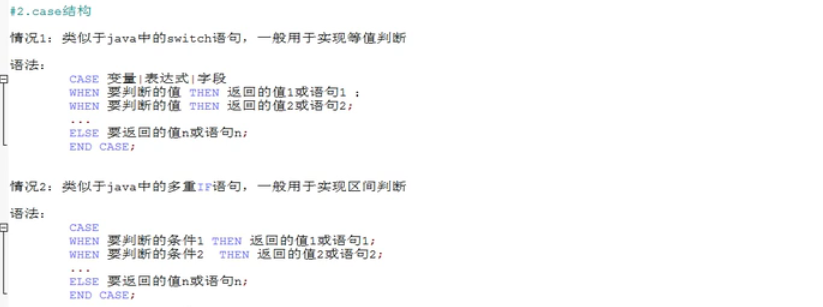 #2.case结构
情况1：类似于java中的switch语句，一般用于实现等值判断
语法：
CASE 变量|表达式|字段
WHEN 要判断的值 THEN 返回的值1或语句1 ;
WHEN 要判断的值 THEN 返回的值2或语句2;
...
ELSE 要返回的值n或语句n;
END CASE;
情况2：类似于java中的多重IF语句，一般用于实现区间判断
语法：
CASE
WHEN 要判断的条件1 THEN 返回的值1或语句1;
WHEN 要判断的条件2 THEN 返回的值2或语句2;
...
ELSE 要返回的值n或语句n;
END CASE;